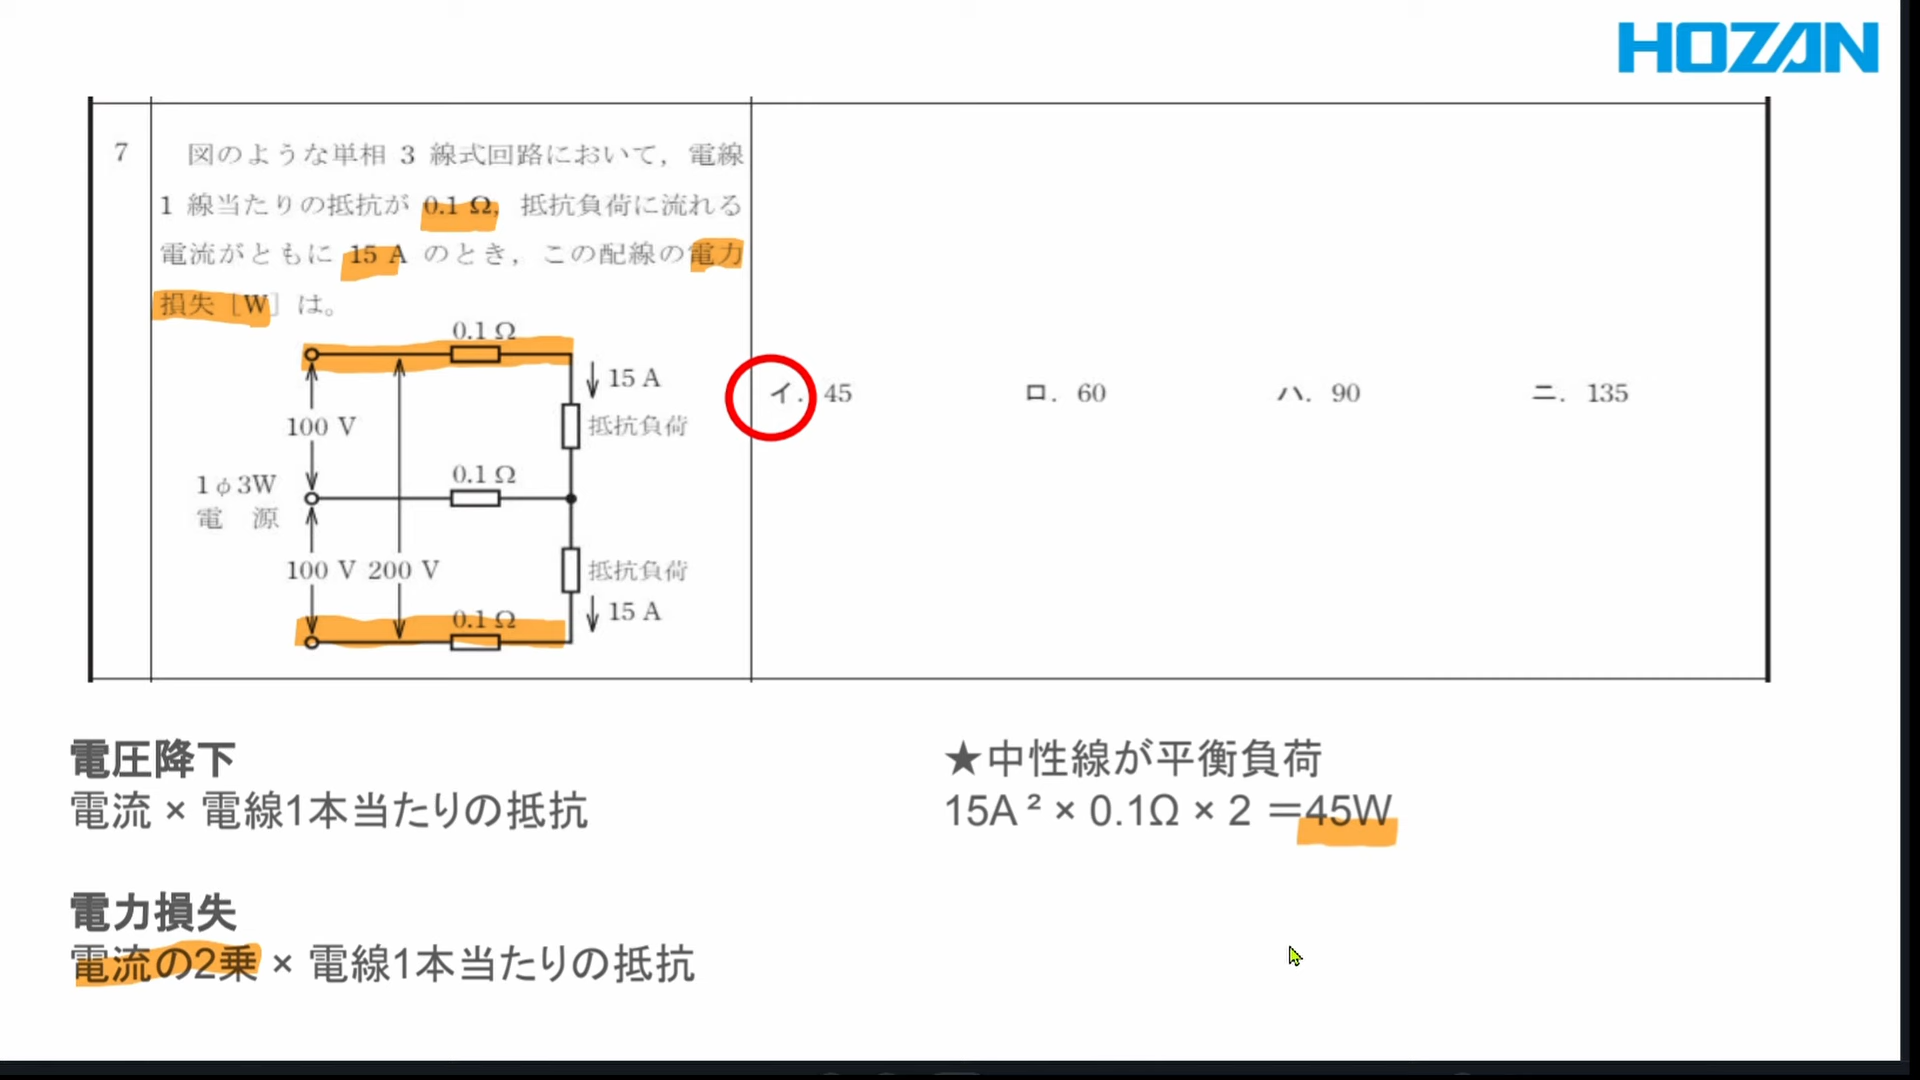 HOZAN
7
図のような単相 3 線式回路において，電線
1 線当たりの抵抗が 0.1 Ω，抵抗負荷に流れる
電流がともに 15 A のとき，この配線の電力
損失［W］は。
0.1 Ω
15 A
100 V
抵抗負荷
0.1 Ω
1φ3W
電 源
100 V 200 V
抵抗負荷
0.1 Ω
15 A
イ．45 ロ．60 ハ．90 ニ．135
電圧降下
電流 × 電線1本当たりの抵抗
電力損失
電流の2乗 × 電線1本当たりの抵抗
★中性線が平衡負荷
15A² × 0.1Ω × 2 ＝45W